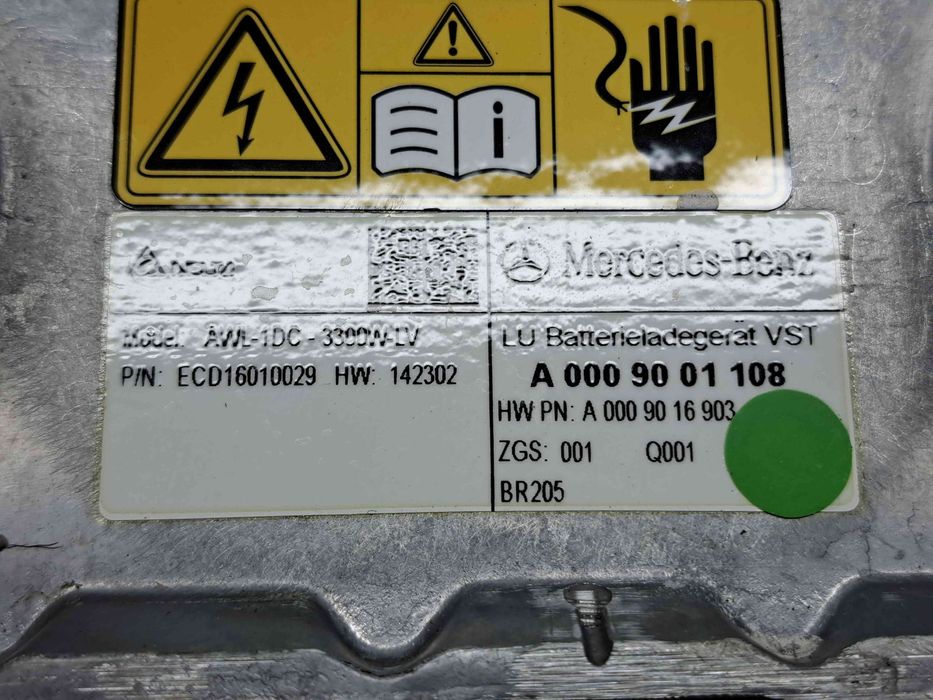 Mercedes-Benz
Model: AWL-1DC - 3300W-LV
P/N: ECD16010029 HW: 142302
LU Batterieladegerät VST
A 000 90 01 108
HW PN: A 000 90 16 903
ZGS: 001 Q001
BR205